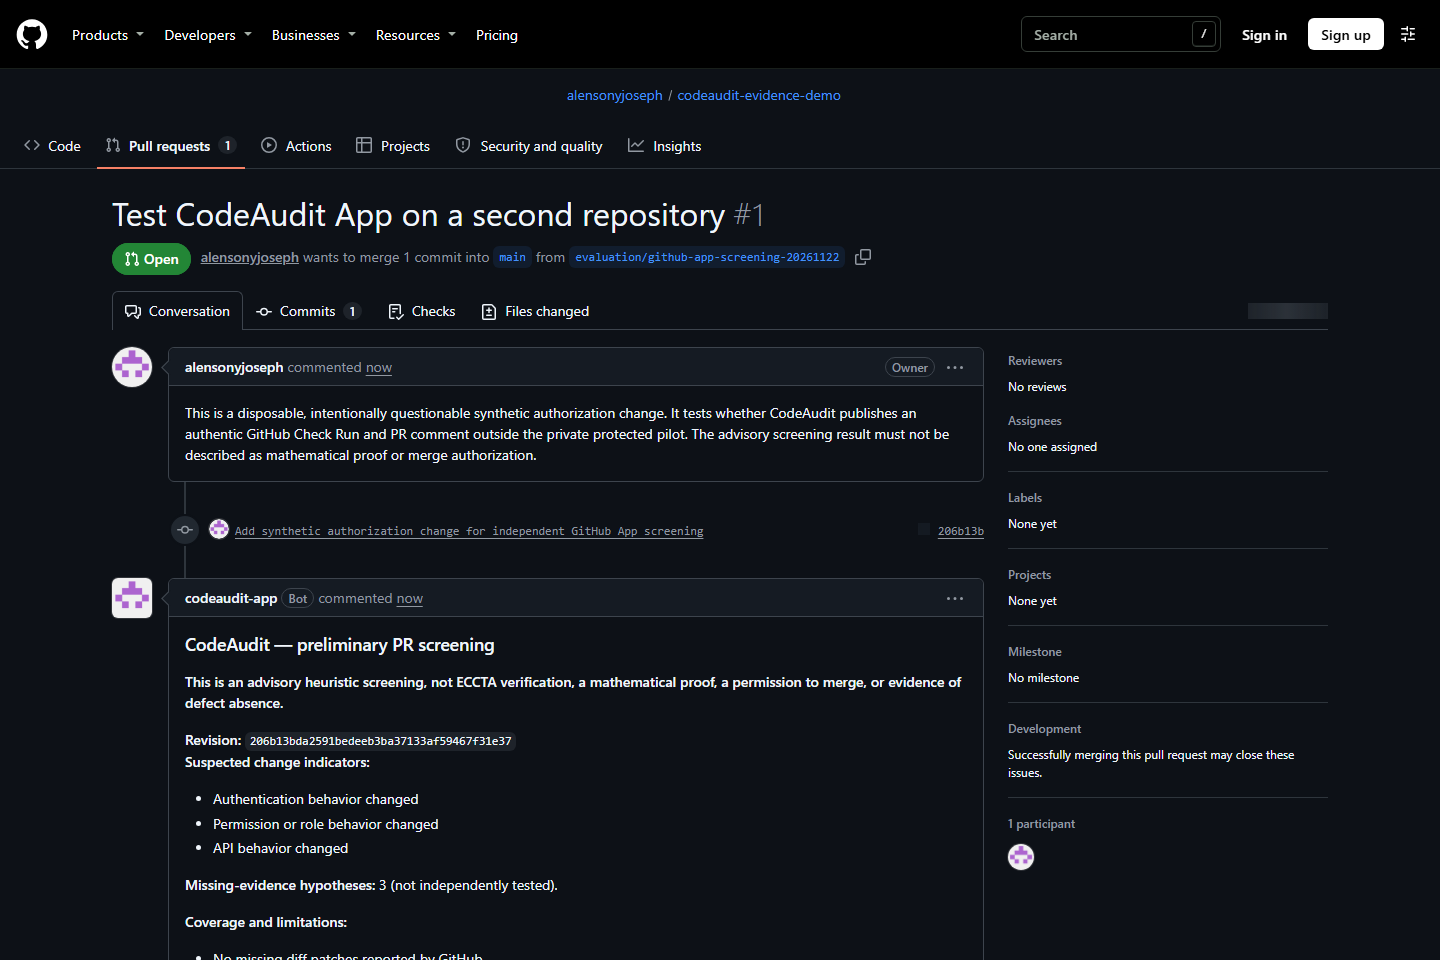 Products
Developers
Businesses
Resources
Pricing
Search
/
Sign in
Sign up
alensonyjoseph / codeaudit-evidence-demo
Code
Pull requests 1
Actions
Projects
Security and quality
Insights
Test CodeAudit App on a second repository #1
Open
alensonyjoseph wants to merge 1 commit into main from evaluation/github-app-screening-20261122
Conversation
Commits 1
Checks
Files changed
alensonyjoseph commented now
Owner
This is a disposable, intentionally questionable synthetic authorization change. It tests whether CodeAudit publishes an
authentic GitHub Check Run and PR comment outside the private protected pilot. The advisory screening result must not be
described as mathematical proof or merge authorization.
Add synthetic authorization change for independent GitHub App screening
206b13b
codeaudit-app Bot commented now
CodeAudit — preliminary PR screening
This is an advisory heuristic screening, not ECCTA verification, a mathematical proof, a permission to merge, or evidence of
defect absence.
Revision: 206b13bda2591bedeeb3ba37133af59467f31e37
Suspected change indicators:
Authentication behavior changed
Permission or role behavior changed
API behavior changed
Missing-evidence hypotheses: 3 (not independently tested).
Coverage and limitations:
No missing diff patches reported by GitHub
Reviewers
No reviews
Assignees
No one assigned
Labels
None yet
Projects
None yet
Milestone
No milestone
Development
Successfully merging this pull request may close these
issues.
1 participant